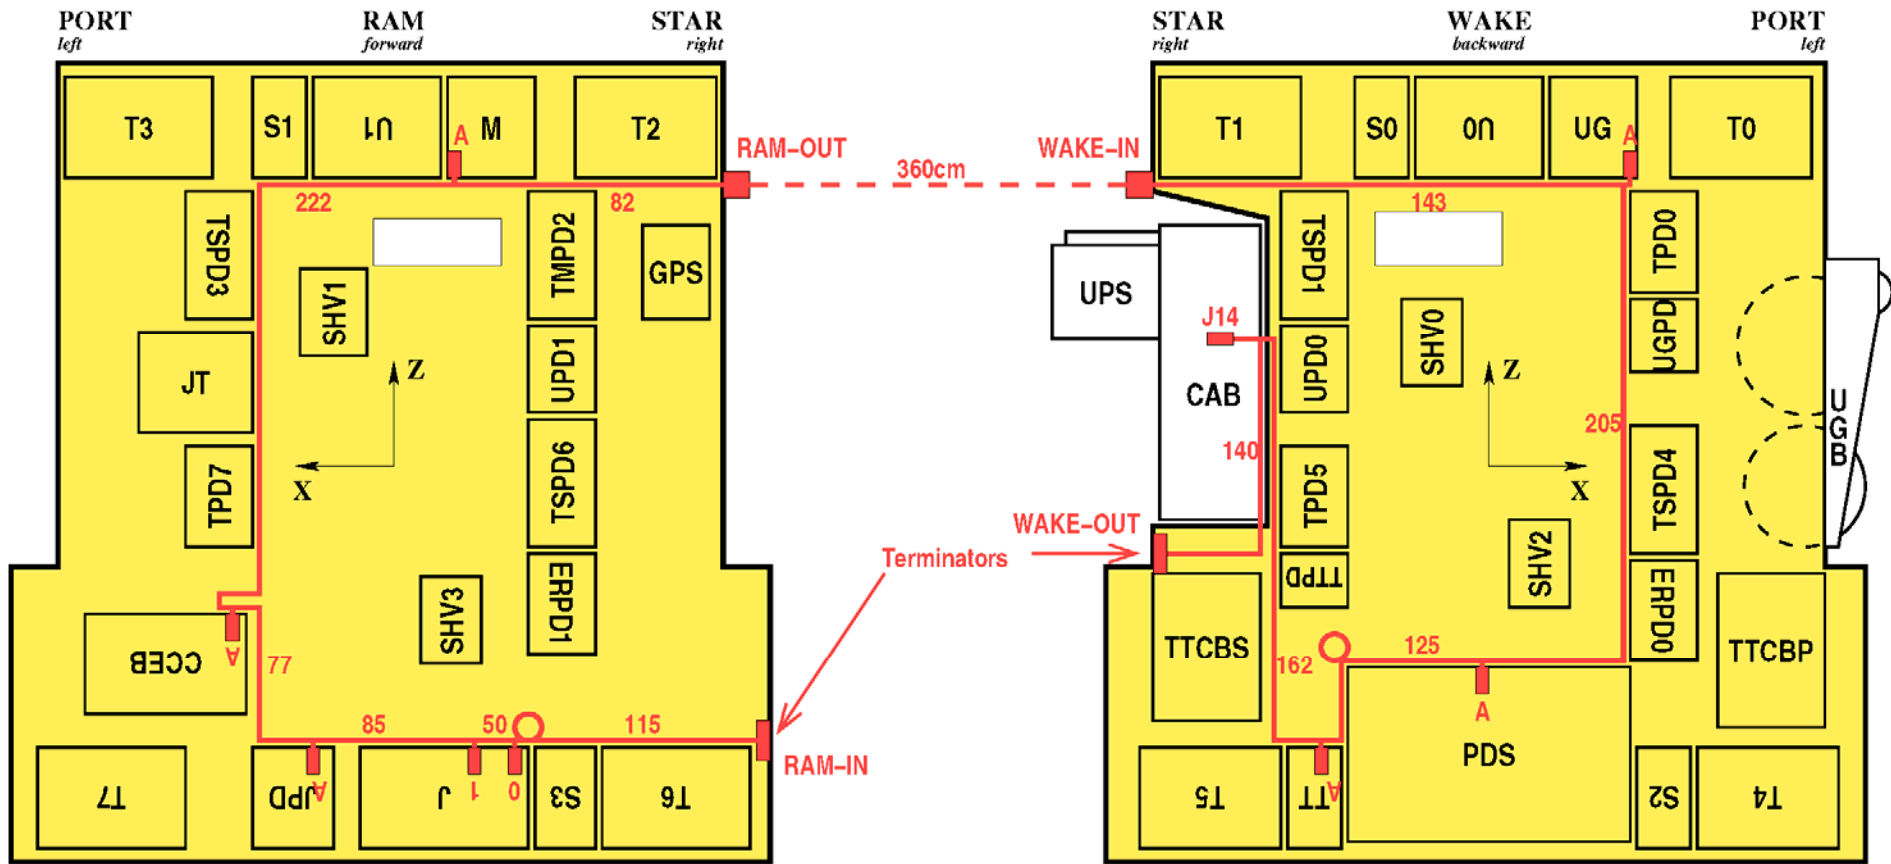 PORT RAM STAR
left forward right
STAR WAKE PORT
right backward left
T3 S1 U1 M T2
A
RAM-OUT
222 82
TSPD3
TMPD2
GPS
SHV1
UPD1
JT
Z
X
TPD7
TSPD6
ERPD1
SHV3
CCEB
A
77
85 50 115
RAM-IN
T7 JPD J S3 T6
A 1 0
360cm
WAKE-IN
T1 S0 U0 UG T0
A
143
TSPD1
TPD0
UPS
J14
CAB
UPD0
SHV0
UGPD
Z
X
UGB
205
140
TPD5
TSPD4
WAKE-OUT
Terminators
TTPD
SHV2
ERPD0
TTCBS
TTCBP
162
125
A
PDS
T5 TT S2 T4
A